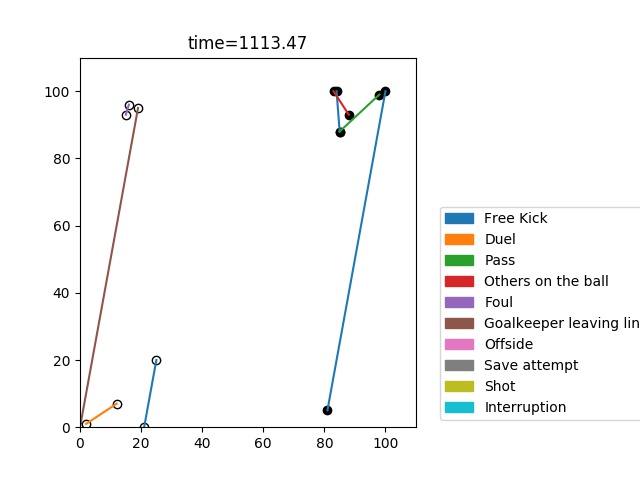 time=1113.47
100
80
60
40
20
0
0
20
40
60
80
100
Free Kick
Duel
Pass
Others on the ball
Foul
Goalkeeper leaving lin
Offside
Save attempt
Shot
Interruption